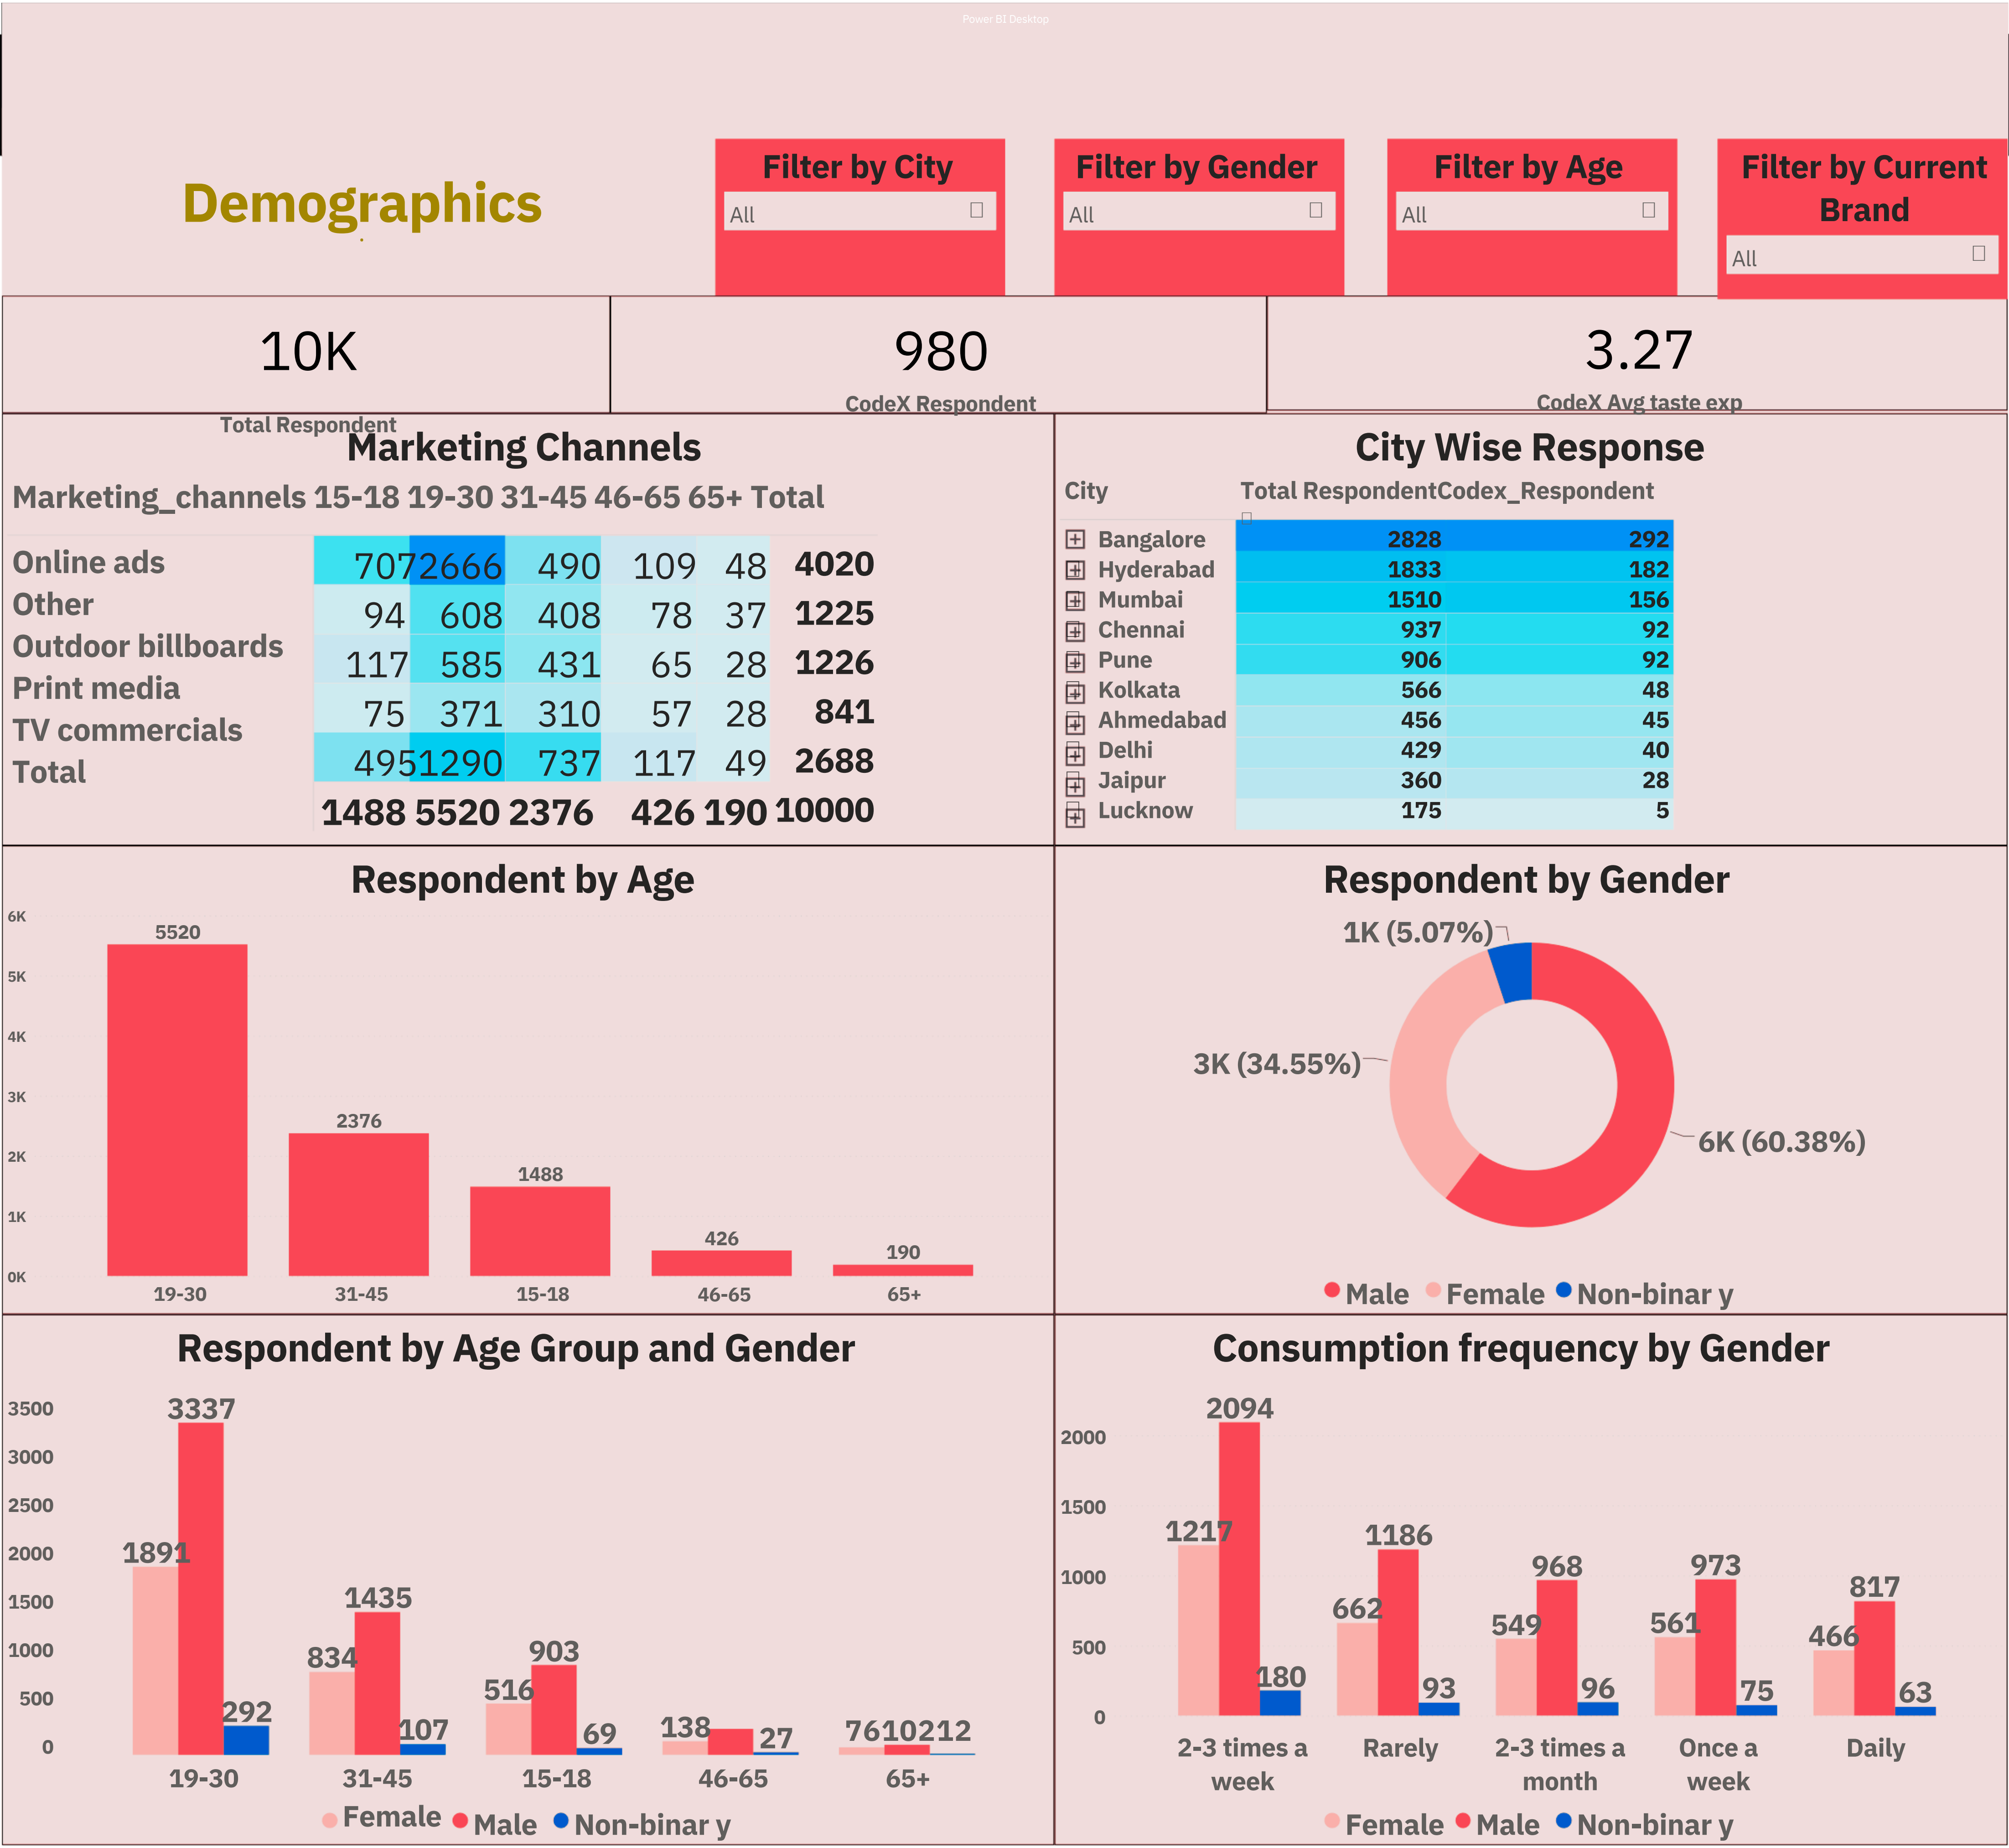 Power BI Desktop
Demographics
.
Filter by City
All
Filter by Gender
All
Filter by Age
All
Filter by Current
Brand
All
10K
Total Respondent
980
CodeX Respondent
3.27
CodeX Avg taste exp
Marketing Channels
Marketing_channels 15-18 19-30 31-45 46-65 65+ Total
Online ads 707 2666 490 109 48 4020
Other 94 608 408 78 37 1225
Outdoor billboards 117 585 431 65 28 1226
Print media 75 371 310 57 28 841
TV commercials 495 1290 737 117 49 2688
Total 1488 5520 2376 426 190 10000
City Wise Response
City Total Respondent Codex_Respondent
Bangalore 2828 292
Hyderabad 1833 182
Mumbai 1510 156
Chennai 937 92
Pune 906 92
Kolkata 566 48
Ahmedabad 456 45
Delhi 429 40
Jaipur 360 28
Lucknow 175 5
Respondent by Age
6K
5K
4K
3K
2K
1K
0K
5520
2376
1488
426
190
19-30 31-45 15-18 46-65 65+
Respondent by Gender
1K (5.07%)
3K (34.55%)
6K (60.38%)
Male Female Non-binar y
Respondent by Age Group and Gender
3500
3000
2500
2000
1500
1000
500
0
1891 3337 292
834 1435 107
516 903 69
138 27
76 102 12
19-30 31-45 15-18 46-65 65+
Female Male Non-binar y
Consumption frequency by Gender
2000
1500
1000
500
0
1217 2094 180
662 1186 93
549 968 96
561 973 75
466 817 63
2-3 times a Rarely 2-3 times a Once a Daily
week month week
Female Male Non-binar y